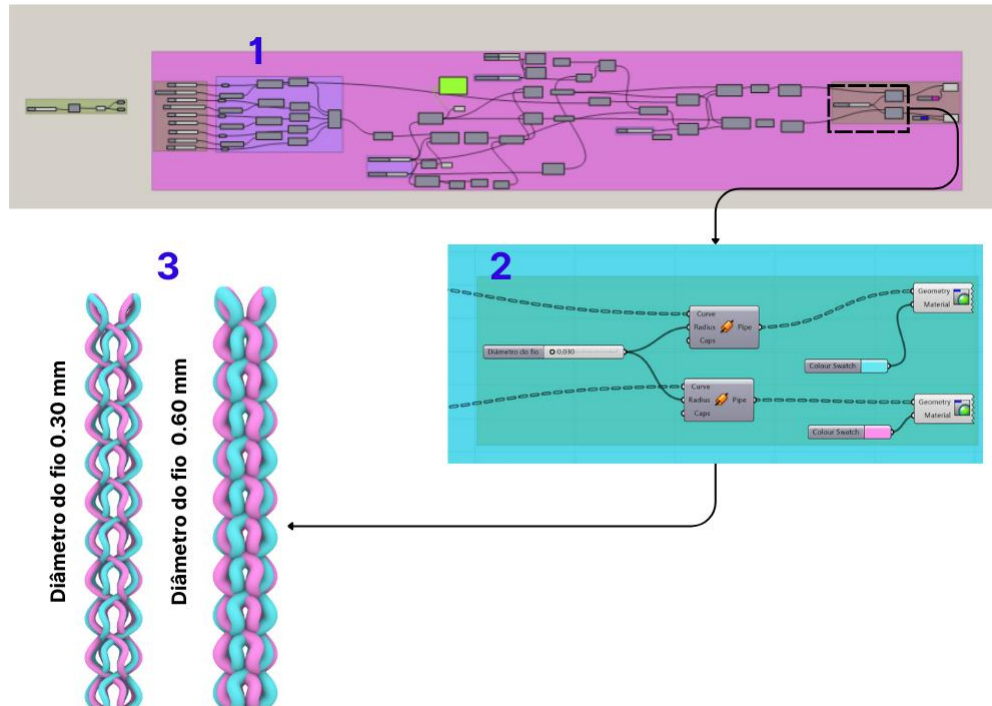 1
2
Curve
Radius Pipe
Caps
Geometry
Material
Diâmetro do fio 0,030
Colour Swatch
Curve
Radius Pipe
Caps
Geometry
Material
Colour Swatch
3
Diâmetro do fio 0.30 mm
Diâmetro do fio 0.60 mm